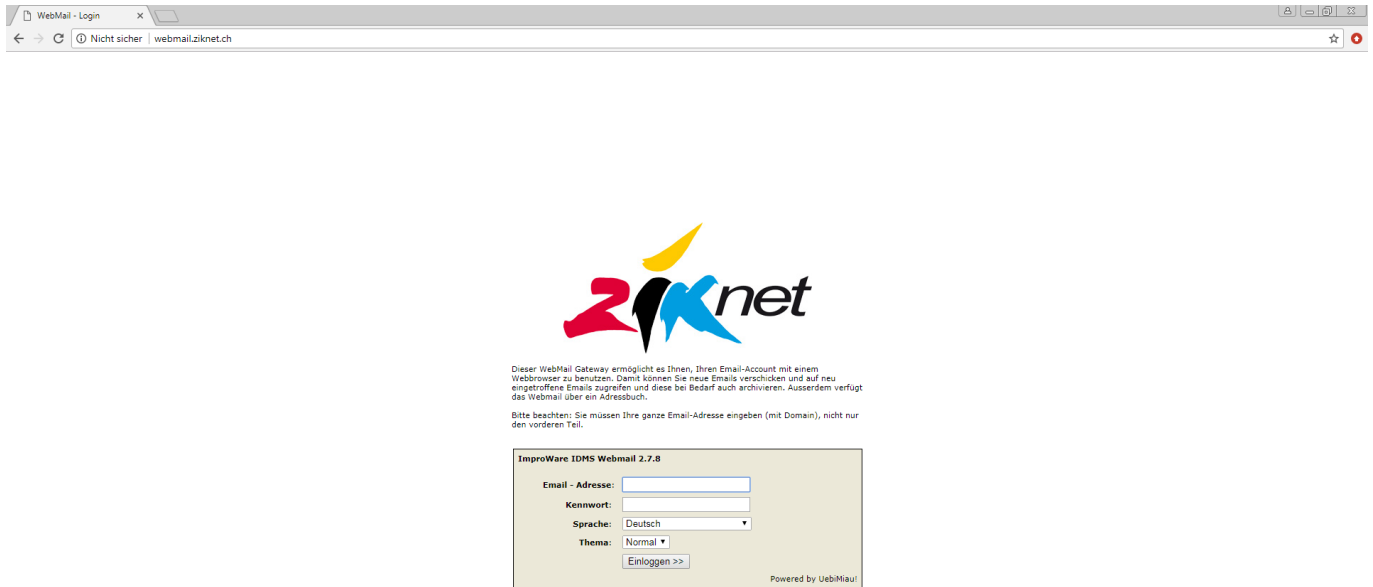 WebMail - Login
Nicht sicher | webmail.ziknet.ch
ziknet
Dieser WebMail Gateway ermöglicht es Ihnen, Ihren Email-Account mit einem
Webbrowser zu benutzen. Damit können Sie neue Emails verschicken und auf neu
eingetroffene Emails zugreifen und diese bei Bedarf auch archivieren. Ausserdem verfügt
das Webmail über ein Adressbuch.
Bitte beachten: Sie müssen Ihre ganze Email-Adresse eingeben (mit Domain), nicht nur
den vorderen Teil.
ImproWare IDMS Webmail 2.7.8
Email - Adresse:
Kennwort:
Sprache: Deutsch
Thema: Normal
Einloggen >>
Powered by UebiMiau!